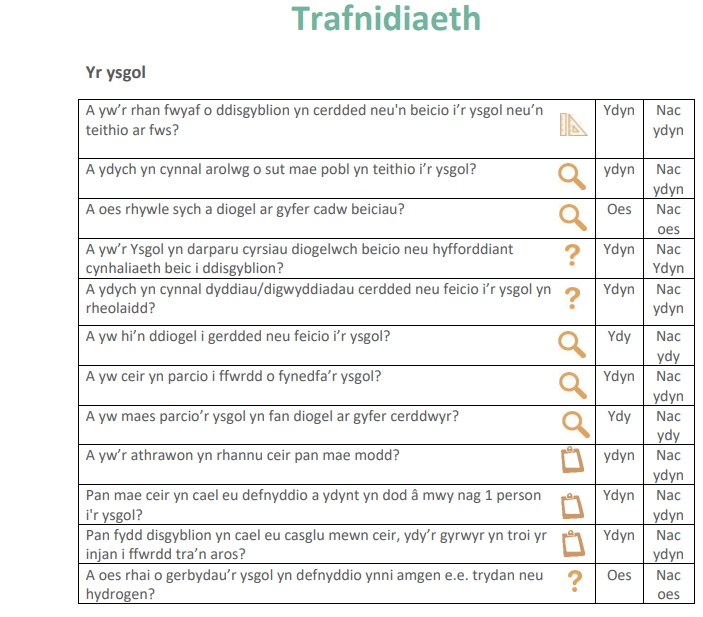 Trafnidiaeth
Yr ysgol
A yw’r rhan fwyaf o ddisgyblion yn cerdded neu'n beicio i’r ysgol neu’n
teithio ar fws?
Ydyn
Nac
ydyn
A ydych yn cynnal arolwg o sut mae pobl yn teithio i’r ysgol?
ydyn
Nac
ydyn
A oes rhywle sych a diogel ar gyfer cadw beiciau?
Oes
Nac
oes
A yw’r Ysgol yn darparu cyrsiau diogelwch beicio neu hyfforddiant
cynhaliaeth beic i ddisgyblion?
Ydyn
Nac
Ydyn
A ydych yn cynnal dyddiau/digwyddiadau cerdded neu feicio i’r ysgol yn
rheolaidd?
Ydyn
Nac
ydyn
A yw hi’n ddiogel i gerdded neu feicio i’r ysgol?
Ydy
Nac
ydy
A yw ceir yn parcio i ffwrdd o fynedfa’r ysgol?
Ydyn
Nac
ydyn
A yw maes parcio’r ysgol yn fan diogel ar gyfer cerddwyr?
Ydy
Nac
ydy
A yw’r athrawon yn rhannu ceir pan mae modd?
ydyn
Nac
ydyn
Pan mae ceir yn cael eu defnyddio a ydynt yn dod â mwy nag 1 person
i'r ysgol?
Ydyn
Nac
ydyn
Pan fydd disgyblion yn cael eu casglu mewn ceir, ydy’r gyrwyr yn troi yr
injan i ffwrdd tra’n aros?
Ydyn
Nac
ydyn
A oes rhai o gerbydau’r ysgol yn defnyddio ynni amgen e.e. trydan neu
hydrogen?
Oes
Nac
oes